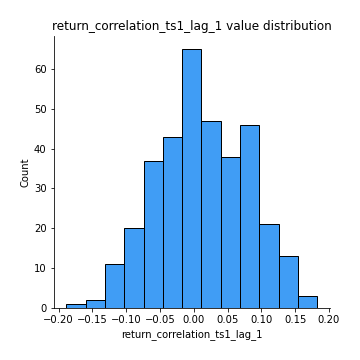 return_correlation_ts1_lag_1 value distribution
60
50
40
30
20
10
0
Count
−0.20 −0.15 −0.10 −0.05 0.00 0.05 0.10 0.15 0.20
return_correlation_ts1_lag_1